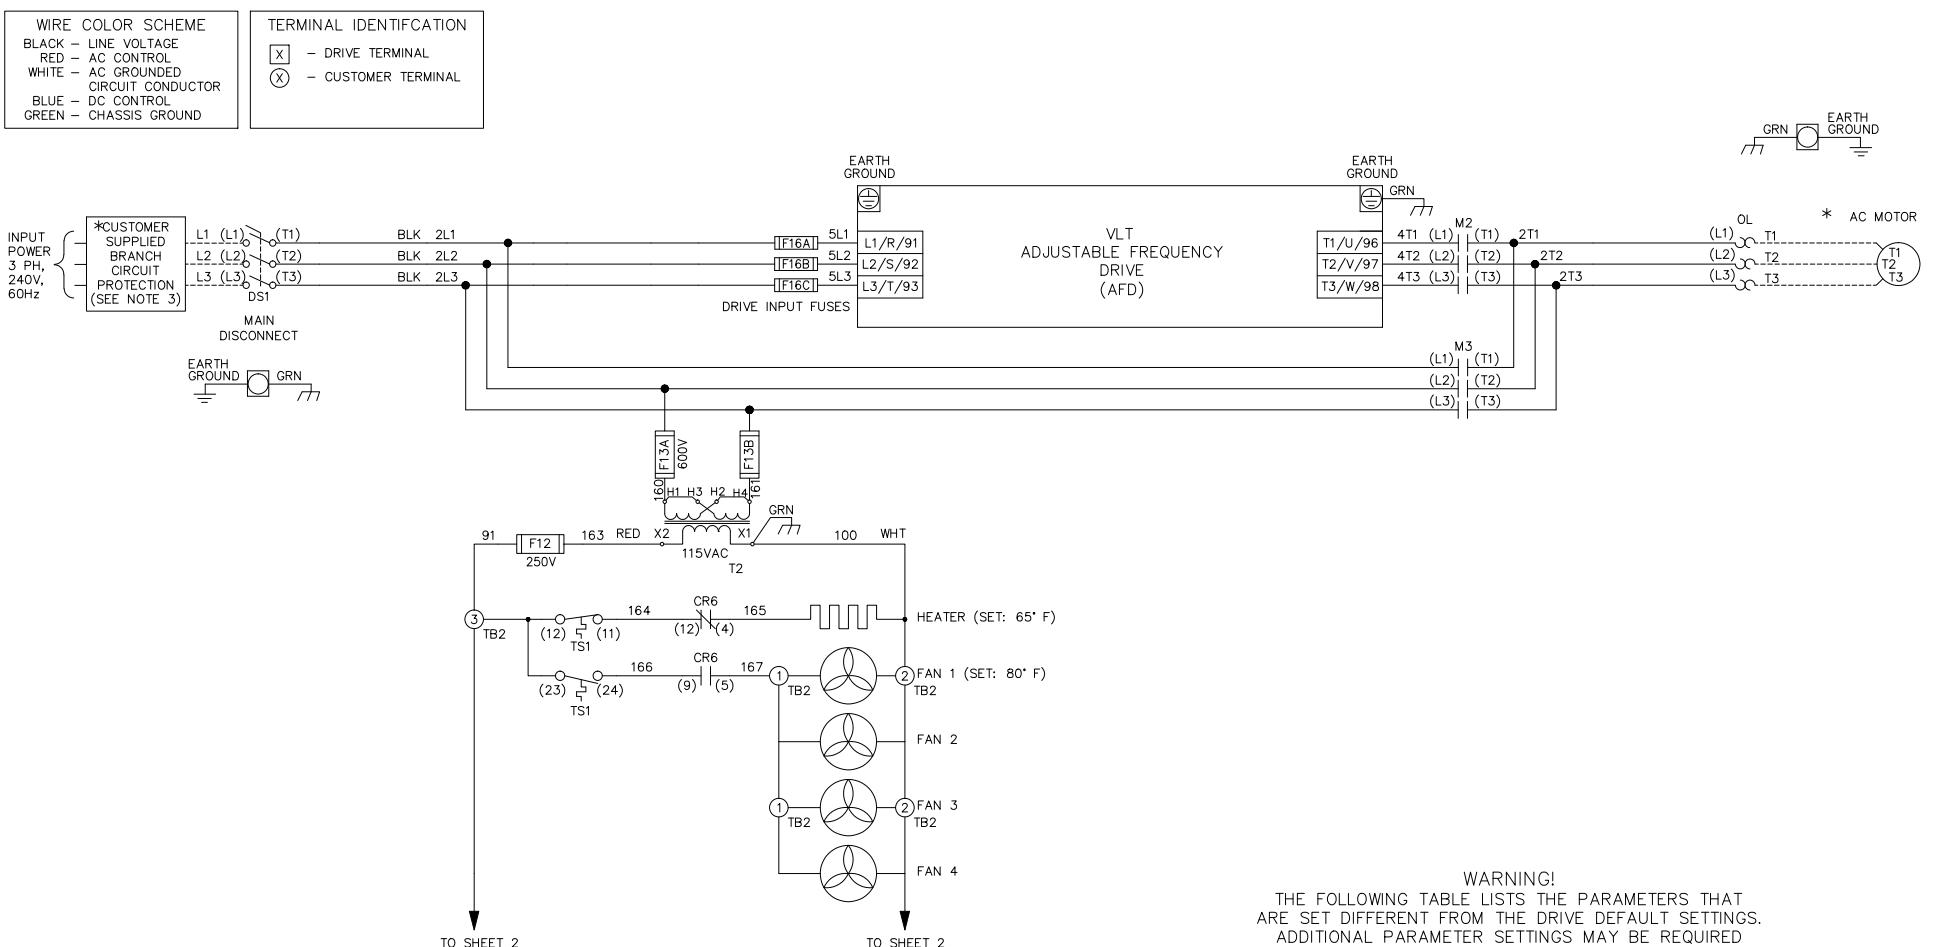 WIRE COLOR SCHEME
BLACK – LINE VOLTAGE
RED – AC CONTROL
WHITE – AC GROUNDED
CIRCUIT CONDUCTOR
BLUE – DC CONTROL
GREEN – CHASSIS GROUND
TERMINAL IDENTIFCATION
X – DRIVE TERMINAL
X – CUSTOMER TERMINAL
GRN
EARTH
GROUND
INPUT
POWER
3 PH,
240V,
60Hz
*CUSTOMER
SUPPLIED
BRANCH
CIRCUIT
PROTECTION
(SEE NOTE 3)
L1 (L1) (T1) BLK 2L1
L2 (L2) (T2) BLK 2L2
L3 (L3) (T3) BLK 2L3
DS1
MAIN
DISCONNECT
EARTH
GROUND
GRN
F16A 5L1
F16B 5L2
F16C 5L3
DRIVE INPUT FUSES
EARTH
GROUND
L1/R/91
L2/S/92
L3/T/93
VLT
ADJUSTABLE FREQUENCY
DRIVE
(AFD)
EARTH
GROUND
GRN
T1/U/96
T2/V/97
T3/W/98
M2
4T1 (L1) (T1) 2T1
4T2 (L2) (T2) 2T2
4T3 (L3) (T3) 2T3
OL
(L1) T1
(L2) T2
(L3) T3
* AC MOTOR
T1
T2
T3
M3
(L1) (T1)
(L2) (T2)
(L3) (T3)
F13A
600V
F13B
160
161
H1 H3 H2 H4
GRN
91 F12 163 RED X2 X1 100 WHT
250V
115VAC
T2
3
TB2
(12) (11)
TS1
164
CR6
(12) (4)
165
HEATER (SET: 65° F)
(23) (24)
TS1
166
CR6
(9) (5)
167
1
TB2
2
TB2
FAN 1 (SET: 80° F)
FAN 2
1
TB2
2
TB2
FAN 3
FAN 4
TO SHEET 2
TO SHEET 2
WARNING!
THE FOLLOWING TABLE LISTS THE PARAMETERS THAT
ARE SET DIFFERENT FROM THE DRIVE DEFAULT SETTINGS.
ADDITIONAL PARAMETER SETTINGS MAY BE REQUIRED